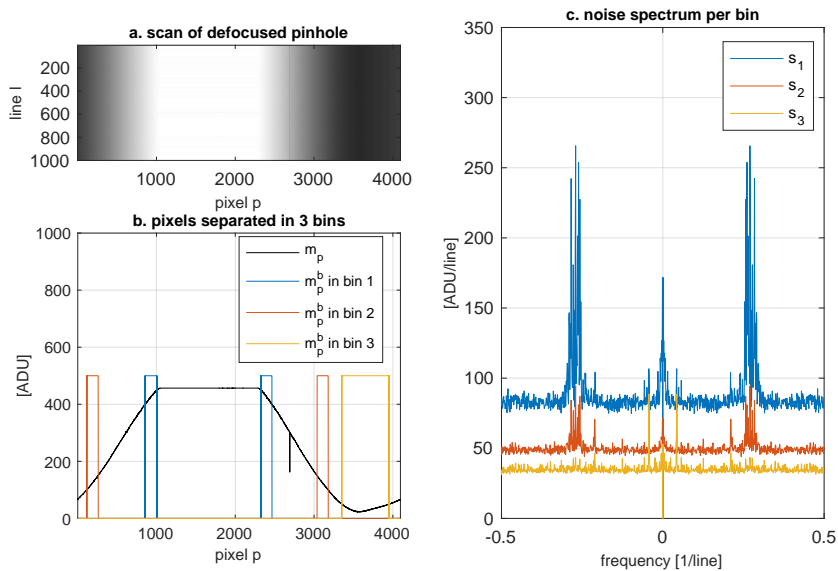 a. scan of defocused pinhole
line l
200
400
600
800
1000
1000 2000 3000 4000
pixel p
b. pixels separated in 3 bins
[ADU]
1000
800
600
400
200
0
m_p
m_p^b in bin 1
m_p^b in bin 2
m_p^b in bin 3
1000 2000 3000 4000
pixel p
c. noise spectrum per bin
[ADU/line]
350
300
250
200
150
100
50
0
s_1
s_2
s_3
-0.5 0 0.5
frequency [1/line]